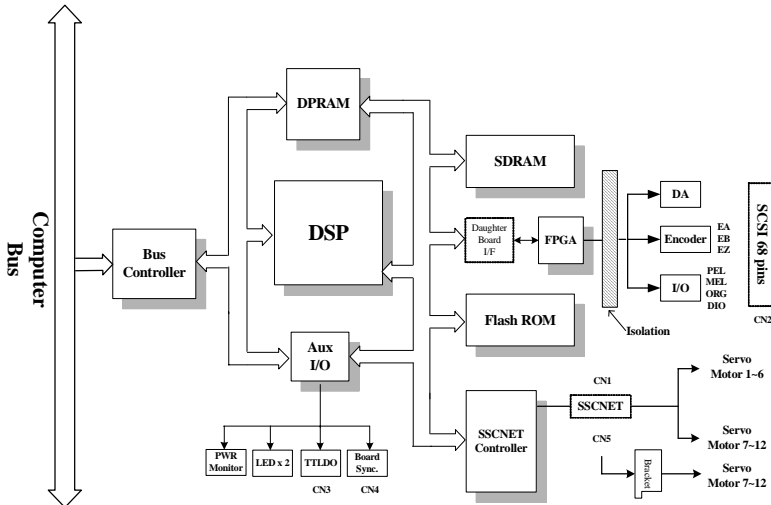 Computer
Bus
Bus
Controller
DPRAM
DSP
Aux
I/O
PWR
Monitor
LED x 2
TTLDO
Board
Sync.
CN3
CN4
SDRAM
Daughter
Board
I/F
FPGA
Flash ROM
SSCNET
Controller
Isolation
DA
Encoder
EA
EB
EZ
I/O
PEL
MEL
ORG
DIO
SCSI 68 pins
CN2
CN1
SSCNET
CN5
Bracket
Servo
Motor 1~6
Servo
Motor 7~12
Servo
Motor 7~12